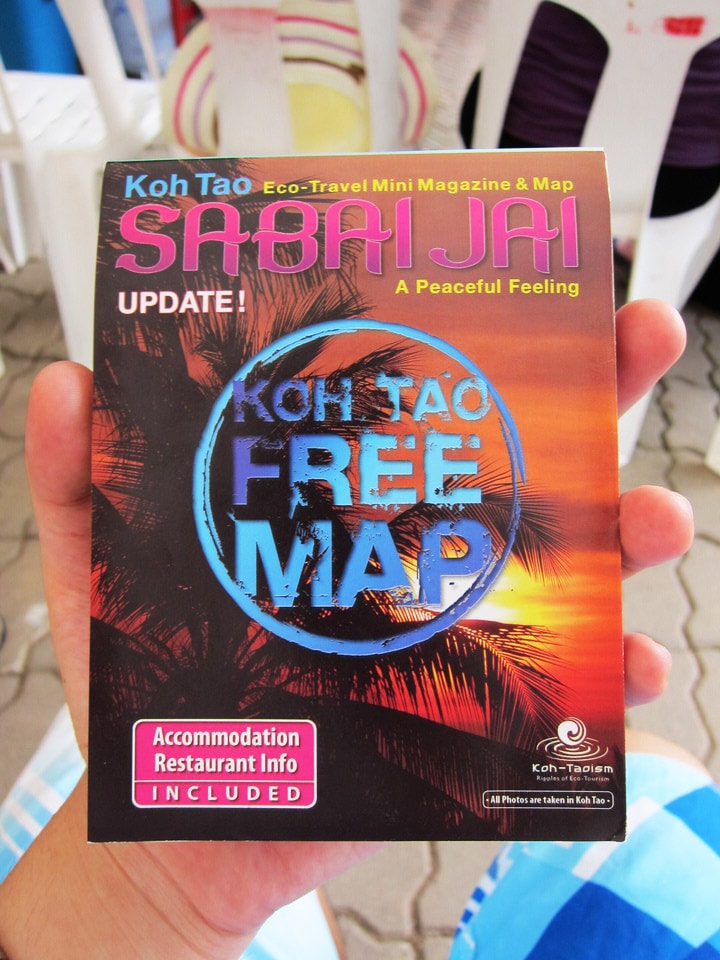 Koh Tao Eco-Travel Mini Magazine & Map
SABAI JAI
A Peaceful Feeling
UPDATE!
KOH TAO
FREE
MAP
Accommodation
Restaurant Info
INCLUDED
Koh-Taoism
Ripples of Eco-Tourism
• All Photos are taken in Koh Tao •